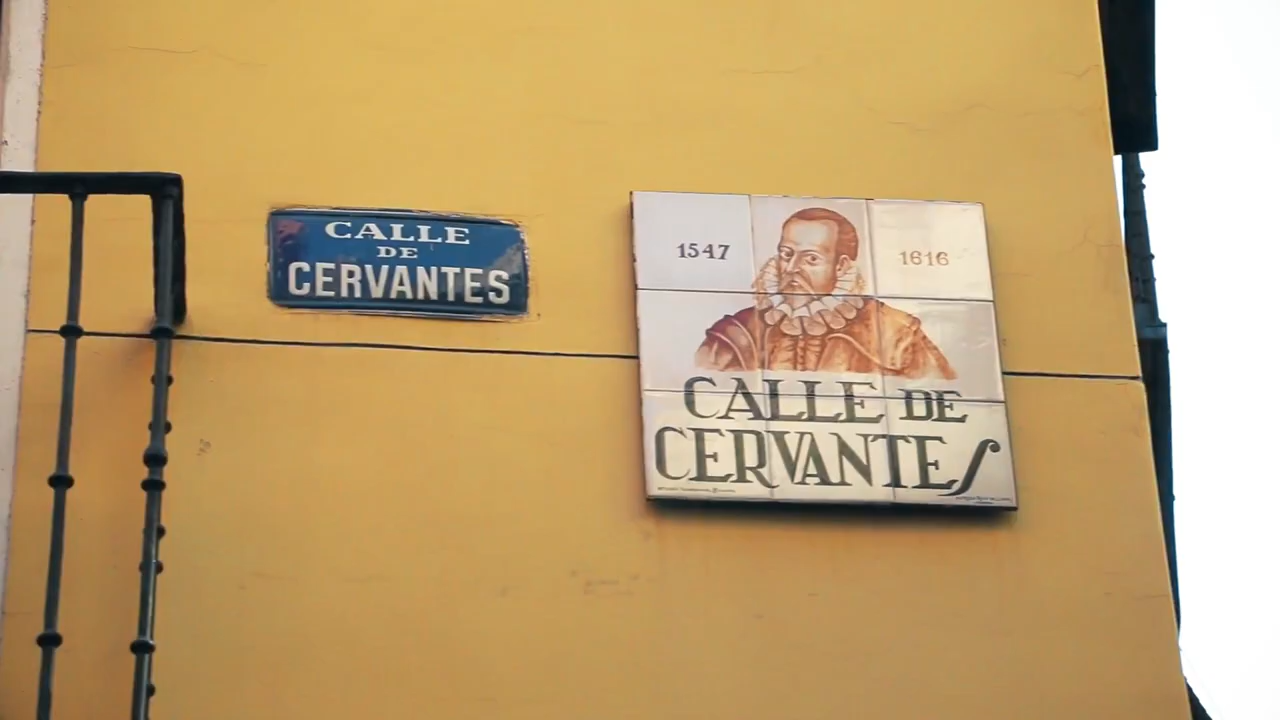 CALLE
DE
CERVANTES
1547
1616
CALLE DE
CERVANTES